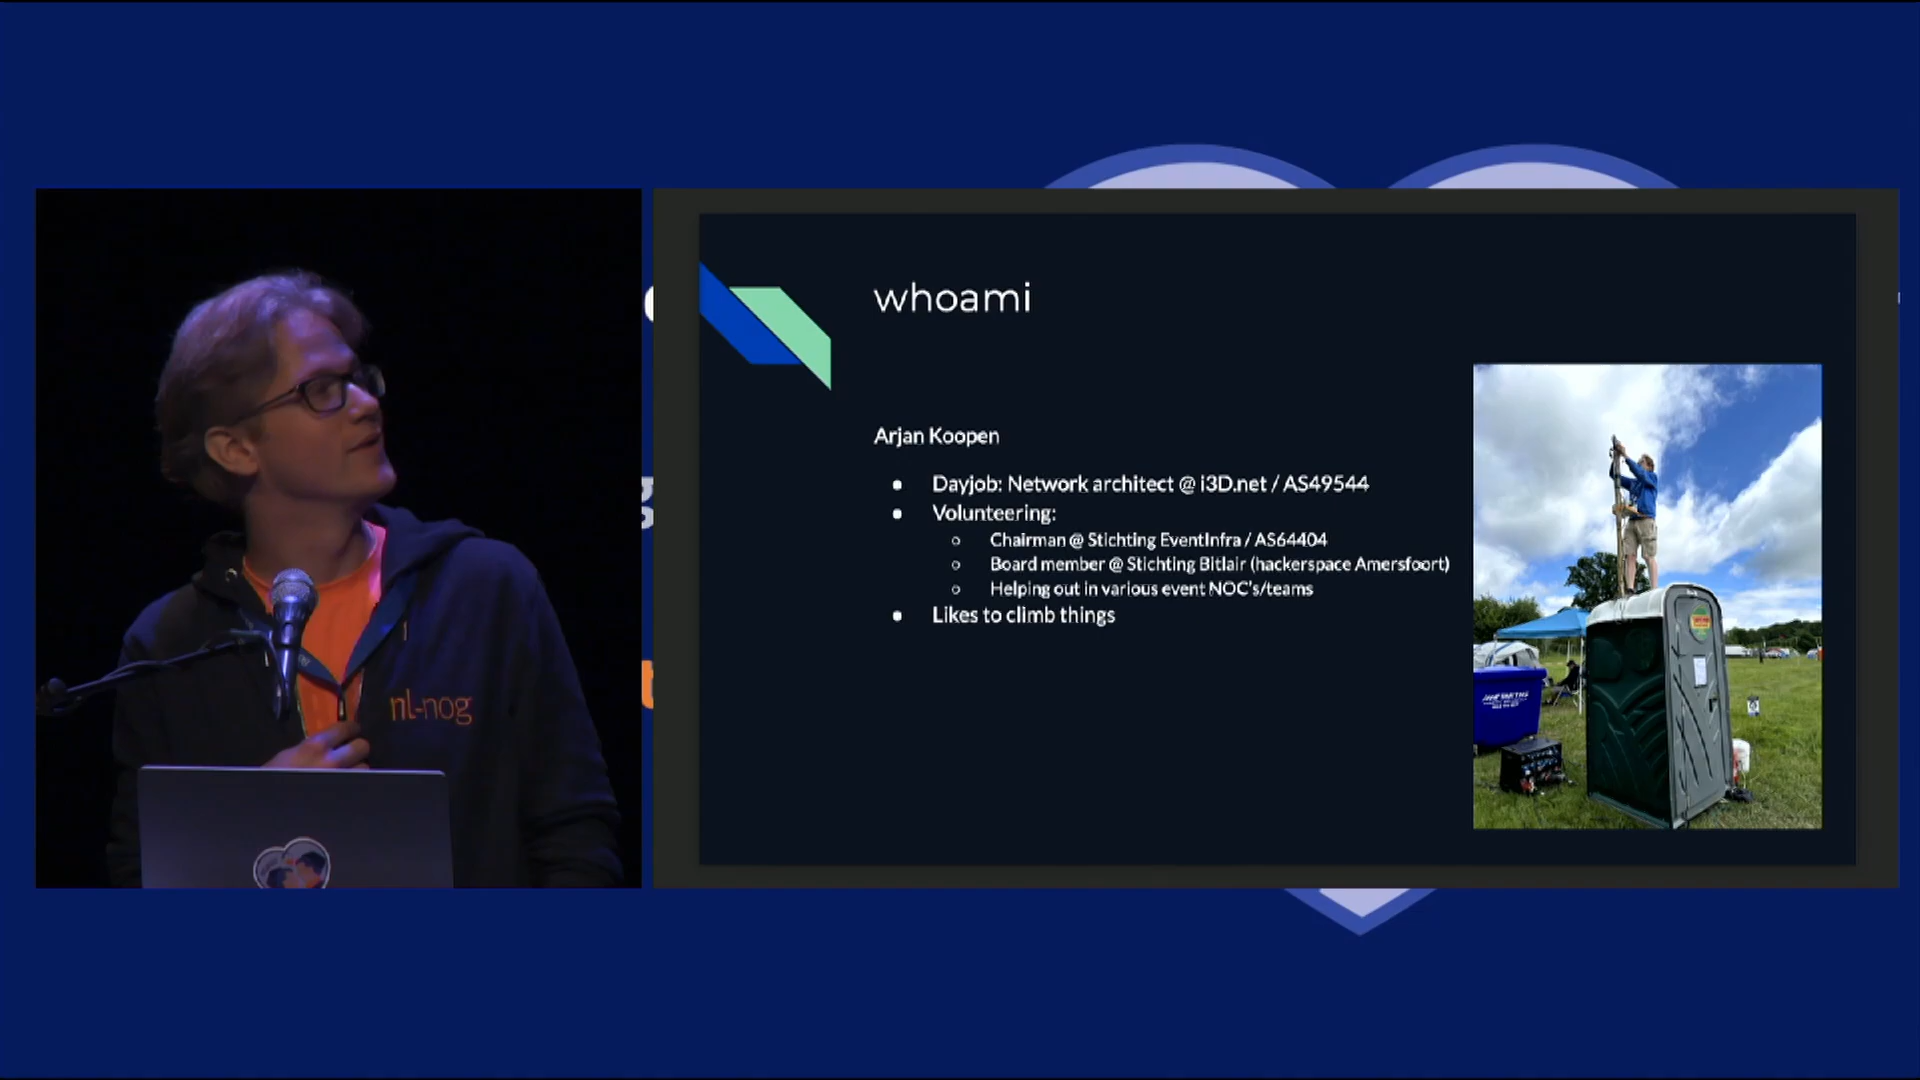 whoami
Arjan Koopen
Dayjob: Network architect @ i3D.net / AS49544
Volunteering:
Chairman @ Stichting EventInfra / AS64404
Board member @ Stichting Bitlair (hackerspace Amersfoort)
Helping out in various event NOC's/teams
Likes to climb things
nl-nog